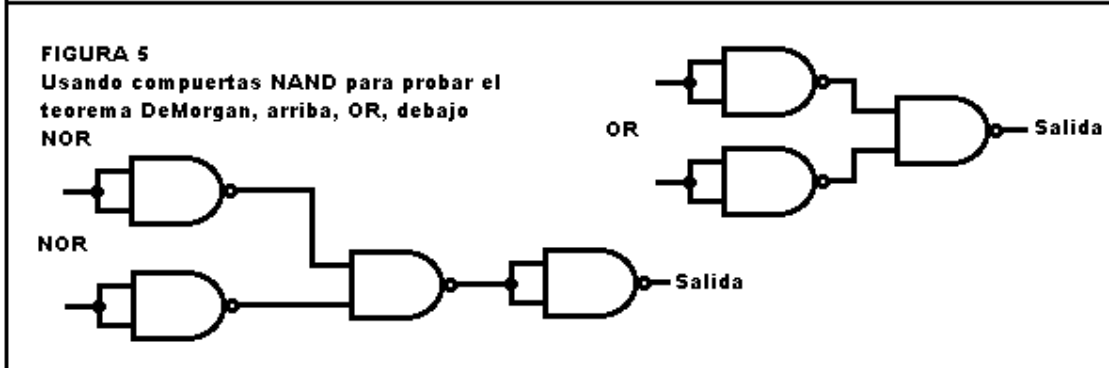 FIGURA 5
Usando compuertas NAND para probar el
teorema DeMorgan, arriba, OR, debajo
NOR
OR
Salida
NOR
Salida